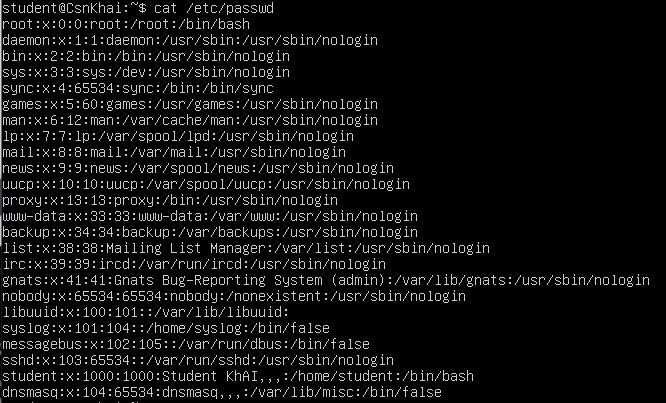 student@CsnKhai:~$ cat /etc/passwd
root:x:0:0:root:/root:/bin/bash
daemon:x:1:1:daemon:/usr/sbin:/usr/sbin/nologin
bin:x:2:2:bin:/bin:/usr/sbin/nologin
sys:x:3:3:sys:/dev:/usr/sbin/nologin
sync:x:4:65534:sync:/bin:/bin/sync
games:x:5:60:games:/usr/games:/usr/sbin/nologin
man:x:6:12:man:/var/cache/man:/usr/sbin/nologin
lp:x:7:7:lp:/var/spool/lpd:/usr/sbin/nologin
mail:x:8:8:mail:/var/mail:/usr/sbin/nologin
news:x:9:9:news:/var/spool/news:/usr/sbin/nologin
uucp:x:10:10:uucp:/var/spool/uucp:/usr/sbin/nologin
proxy:x:13:13:proxy:/bin:/usr/sbin/nologin
www-data:x:33:33:www-data:/var/www:/usr/sbin/nologin
backup:x:34:34:backup:/var/backups:/usr/sbin/nologin
list:x:38:38:Mailing List Manager:/var/list:/usr/sbin/nologin
irc:x:39:39:ircd:/var/run/ircd:/usr/sbin/nologin
gnats:x:41:41:Gnats Bug-Reporting System (admin):/var/lib/gnats:/usr/sbin/nologin
nobody:x:65534:65534:nobody:/nonexistent:/usr/sbin/nologin
libuuid:x:100:101::/var/lib/libuuid:
syslog:x:101:104::/home/syslog:/bin/false
messagebus:x:102:105::/var/run/dbus:/bin/false
sshd:x:103:65534::/var/run/sshd:/usr/sbin/nologin
student:x:1000:1000:Student KhAI,,,:/home/student:/bin/bash
dnsmasq:x:104:65534:dnsmasq,,,:/var/lib/misc:/bin/false